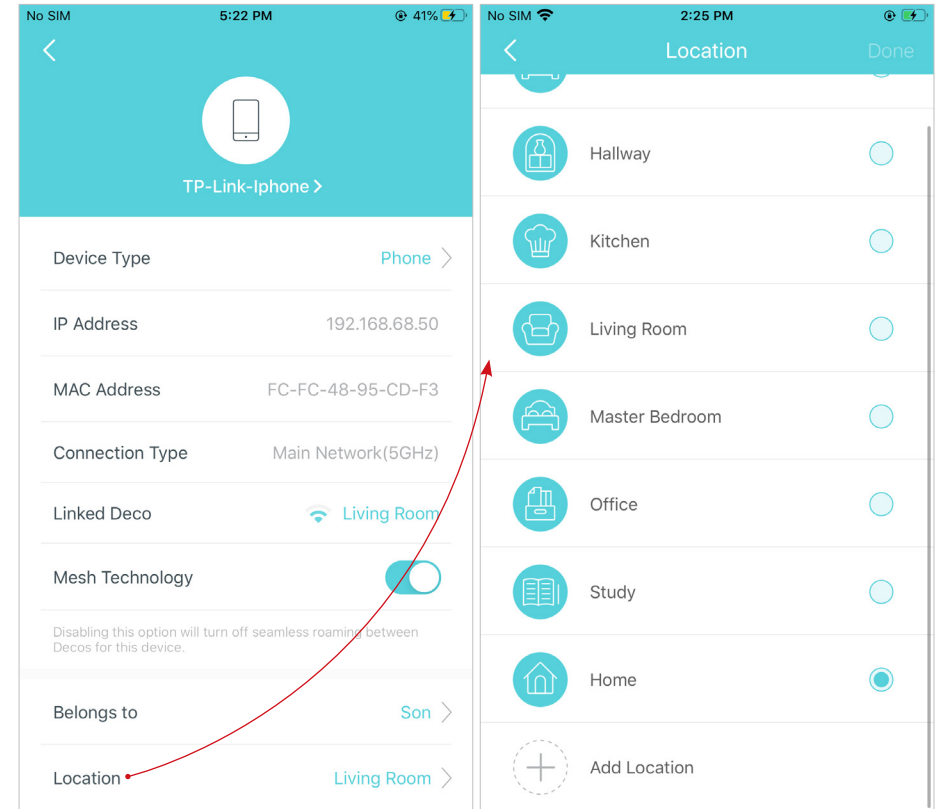 No SIM 5:22 PM 41%
TP-Link-Iphone
Device Type Phone
IP Address 192.168.68.50
MAC Address FC-FC-48-95-CD-F3
Connection Type Main Network(5GHz)
Linked Deco Living Room
Mesh Technology
Disabling this option will turn off seamless roaming between
Decos for this device.
Belongs to Son
Location Living Room
No SIM 2:25 PM
Location Done
Hallway
Kitchen
Living Room
Master Bedroom
Office
Study
Home
Add Location